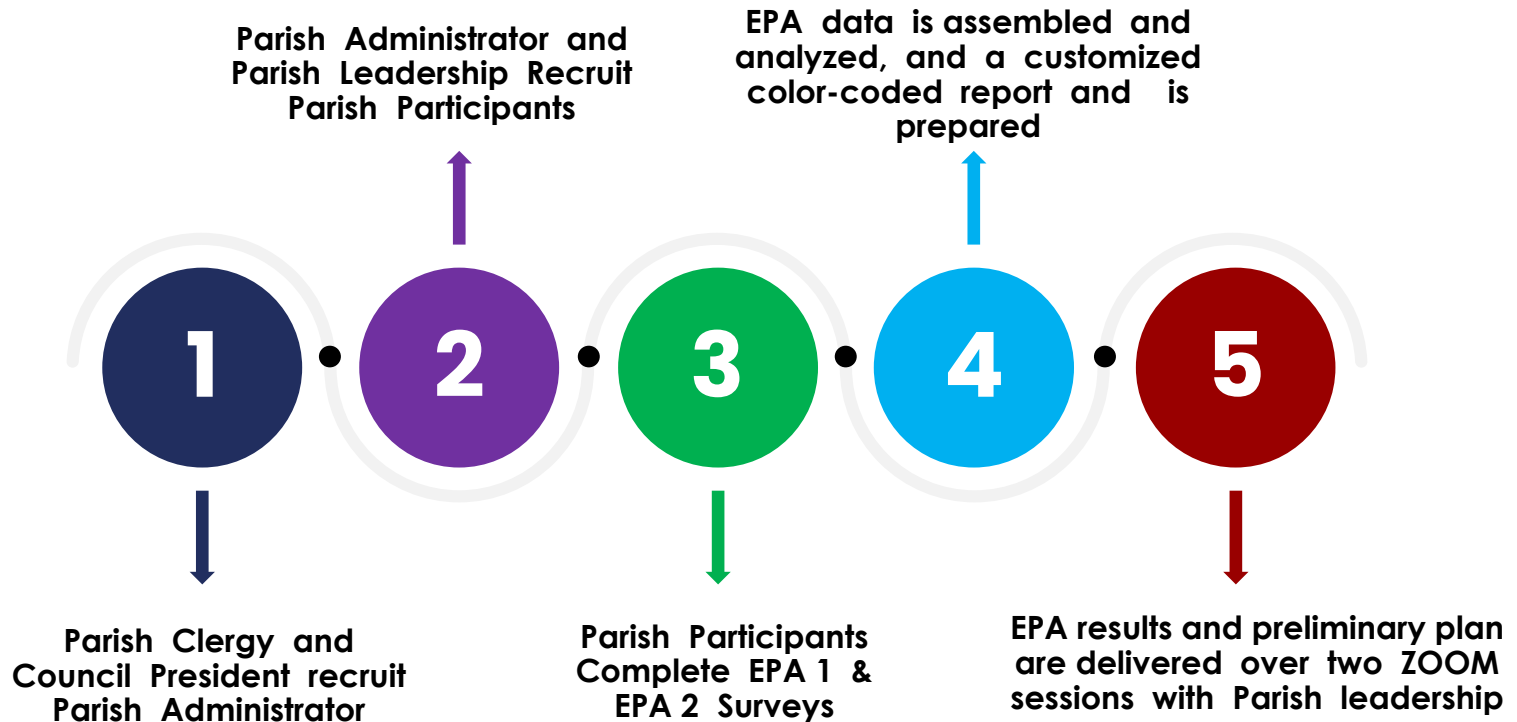 Parish Administrator and
Parish Leadership Recruit
Parish Participants
EPA data is assembled and
analyzed, and a customized
color-coded report and is
prepared
1
2
3
4
5
Parish Clergy and
Council President recruit
Parish Administrator
Parish Participants
Complete EPA 1 &
EPA 2 Surveys
EPA results and preliminary plan
are delivered over two ZOOM
sessions with Parish leadership